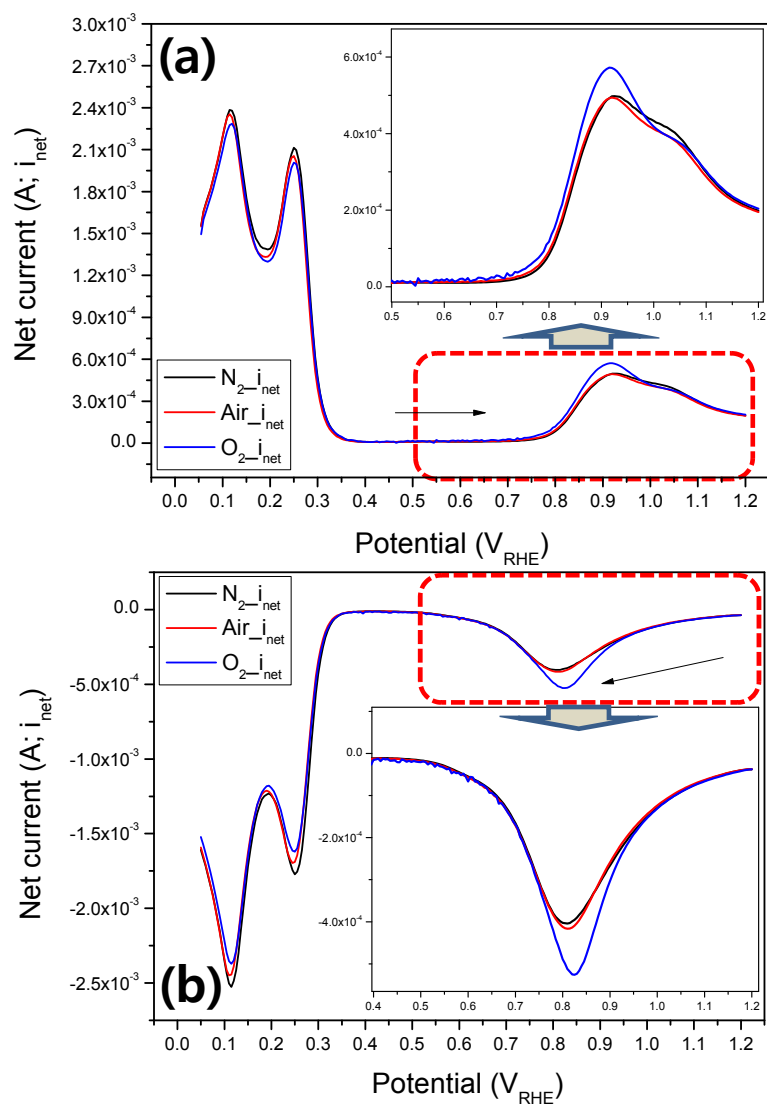 (a)
Net current (A; i_net)
3.0x10⁻³
2.7x10⁻³
2.4x10⁻³
2.1x10⁻³
1.8x10⁻³
1.5x10⁻³
1.2x10⁻³
9.0x10⁻⁴
6.0x10⁻⁴
3.0x10⁻⁴
0.0
6.0x10⁻⁴
4.0x10⁻⁴
2.0x10⁻⁴
0.0
0.5 0.6 0.7 0.8 0.9 1.0 1.1 1.2
N₂_i_net
Air_i_net
O₂_i_net
0.0 0.1 0.2 0.3 0.4 0.5 0.6 0.7 0.8 0.9 1.0 1.1 1.2
Potential (V_RHE)
N₂_i_net
Air_i_net
O₂_i_net
Net current (A; i_net)
0.0
-5.0x10⁻⁴
-1.0x10⁻³
-1.5x10⁻³
-2.0x10⁻³
-2.5x10⁻³
0.0
-2.0x10⁻⁴
-4.0x10⁻⁴
0.4 0.5 0.6 0.7 0.8 0.9 1.0 1.1 1.2
(b)
0.0 0.1 0.2 0.3 0.4 0.5 0.6 0.7 0.8 0.9 1.0 1.1 1.2
Potential (V_RHE)